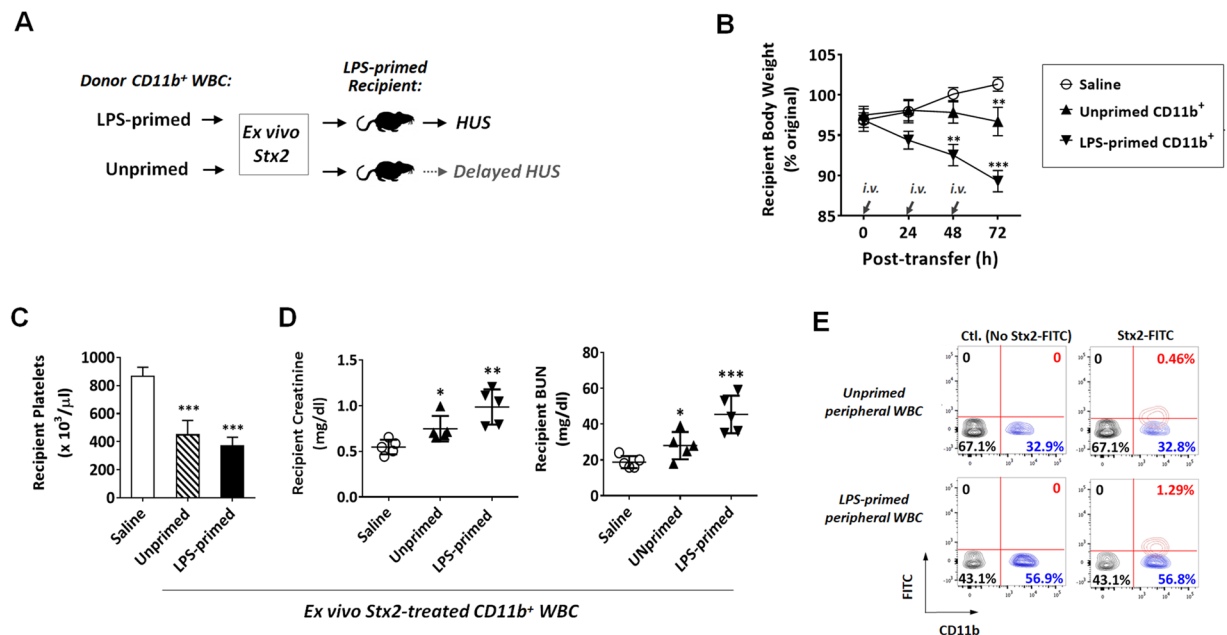 A
Donor CD11b⁺ WBC:
LPS-primed
Unprimed
Ex vivo
Stx2
LPS-primed
Recipient:
HUS
Delayed HUS
B
Recipient Body Weight
(% original)
105
100
95
90
85
**
**
***
i.v.
i.v.
i.v.
0
24
48
72
Post-transfer (h)
Saline
Unprimed CD11b⁺
LPS-primed CD11b⁺
C
Recipient Platelets
(x 10³/µl)
1000
800
600
400
200
0
***
***
Saline
Unprimed
LPS-primed
D
Recipient Creatinine
(mg/dl)
1.5
1.0
0.5
0.0
*
**
Saline
Unprimed
LPS-primed
Recipient BUN
(mg/dl)
80
60
40
20
0
*
***
Saline
UNprimed
LPS-primed
Ex vivo Stx2-treated CD11b⁺ WBC
E
Ctl. (No Stx2-FITC)
Stx2-FITC
Unprimed
peripheral WBC
0
0
67.1%
32.9%
0
0.46%
67.1%
32.8%
LPS-primed
peripheral WBC
0
0
43.1%
56.9%
0
1.29%
43.1%
56.8%
FITC
CD11b